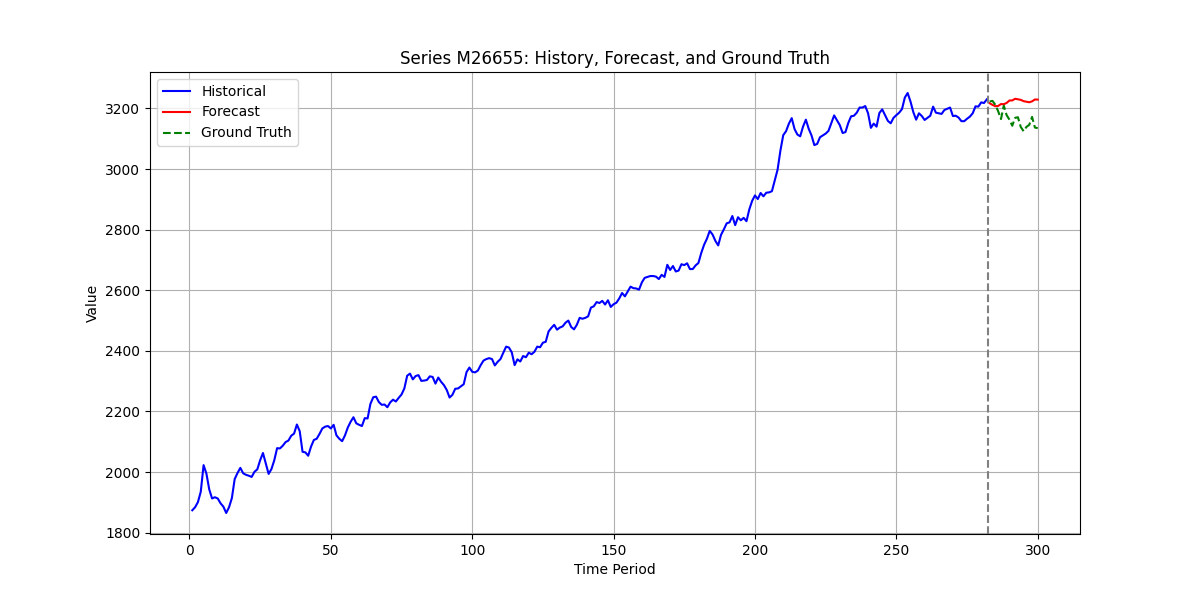 Series M26655: History, Forecast, and Ground Truth
Historical
Forecast
Ground Truth
3200
3000
2800
2600
2400
2200
2000
1800
Value
0 50 100 150 200 250 300
Time Period